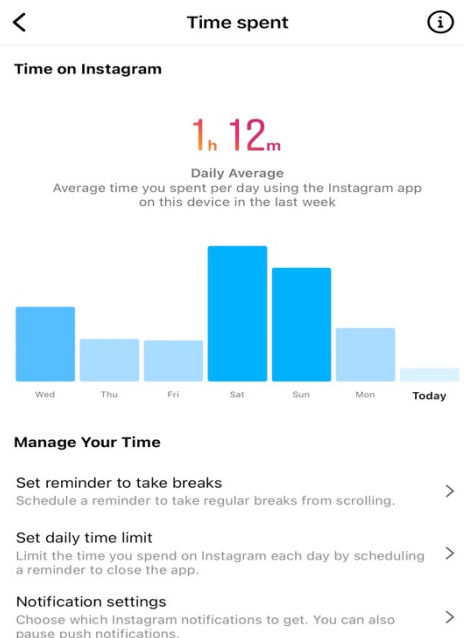 Time spent
Time on Instagram
1h 12m
Daily Average
Average time you spent per day using the Instagram app
on this device in the last week
Wed Thu Fri Sat Sun Mon Today
Manage Your Time
Set reminder to take breaks
Schedule a reminder to take regular breaks from scrolling.
Set daily time limit
Limit the time you spend on Instagram each day by scheduling
a reminder to close the app.
Notification settings
Choose which Instagram notifications to get. You can also
pause push notifications.